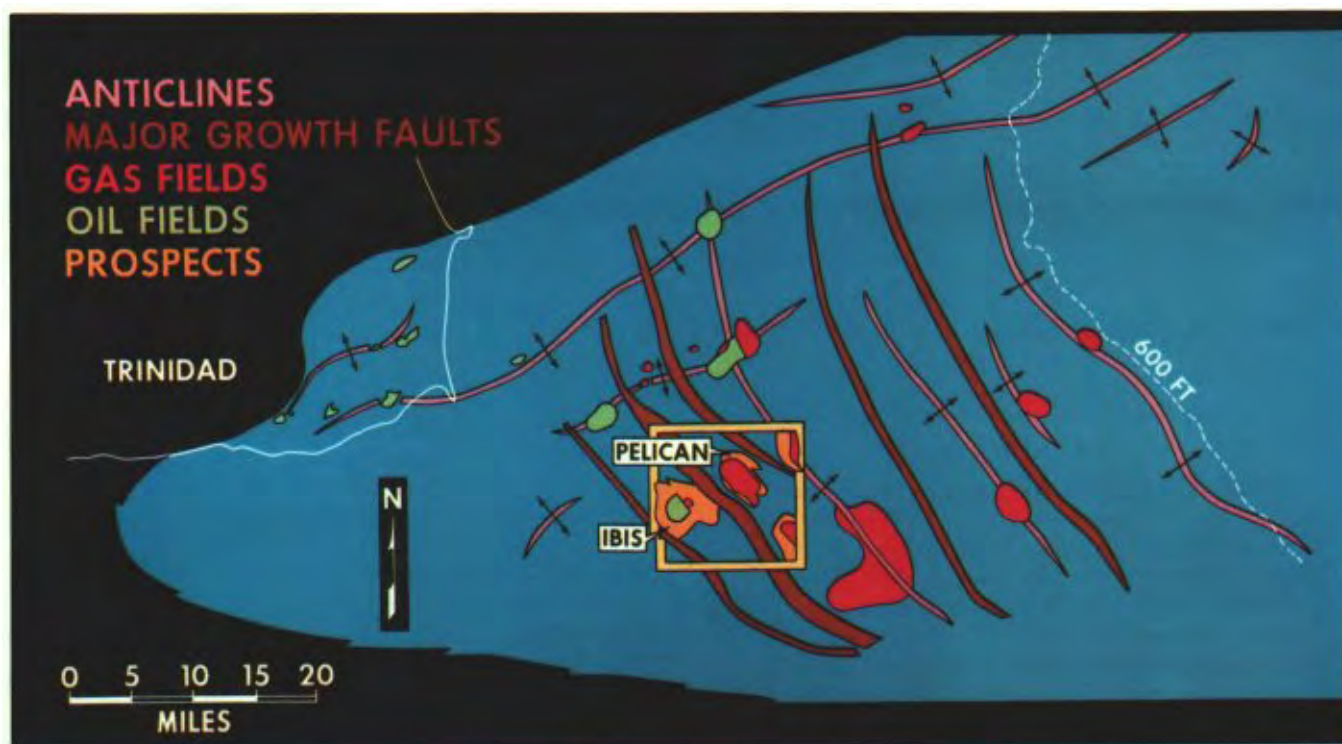 ANTICLINES
MAJOR GROWTH FAULTS
GAS FIELDS
OIL FIELDS
PROSPECTS
TRINIDAD
600 FT
PELICAN
IBIS
N
0 5 10 15 20
MILES